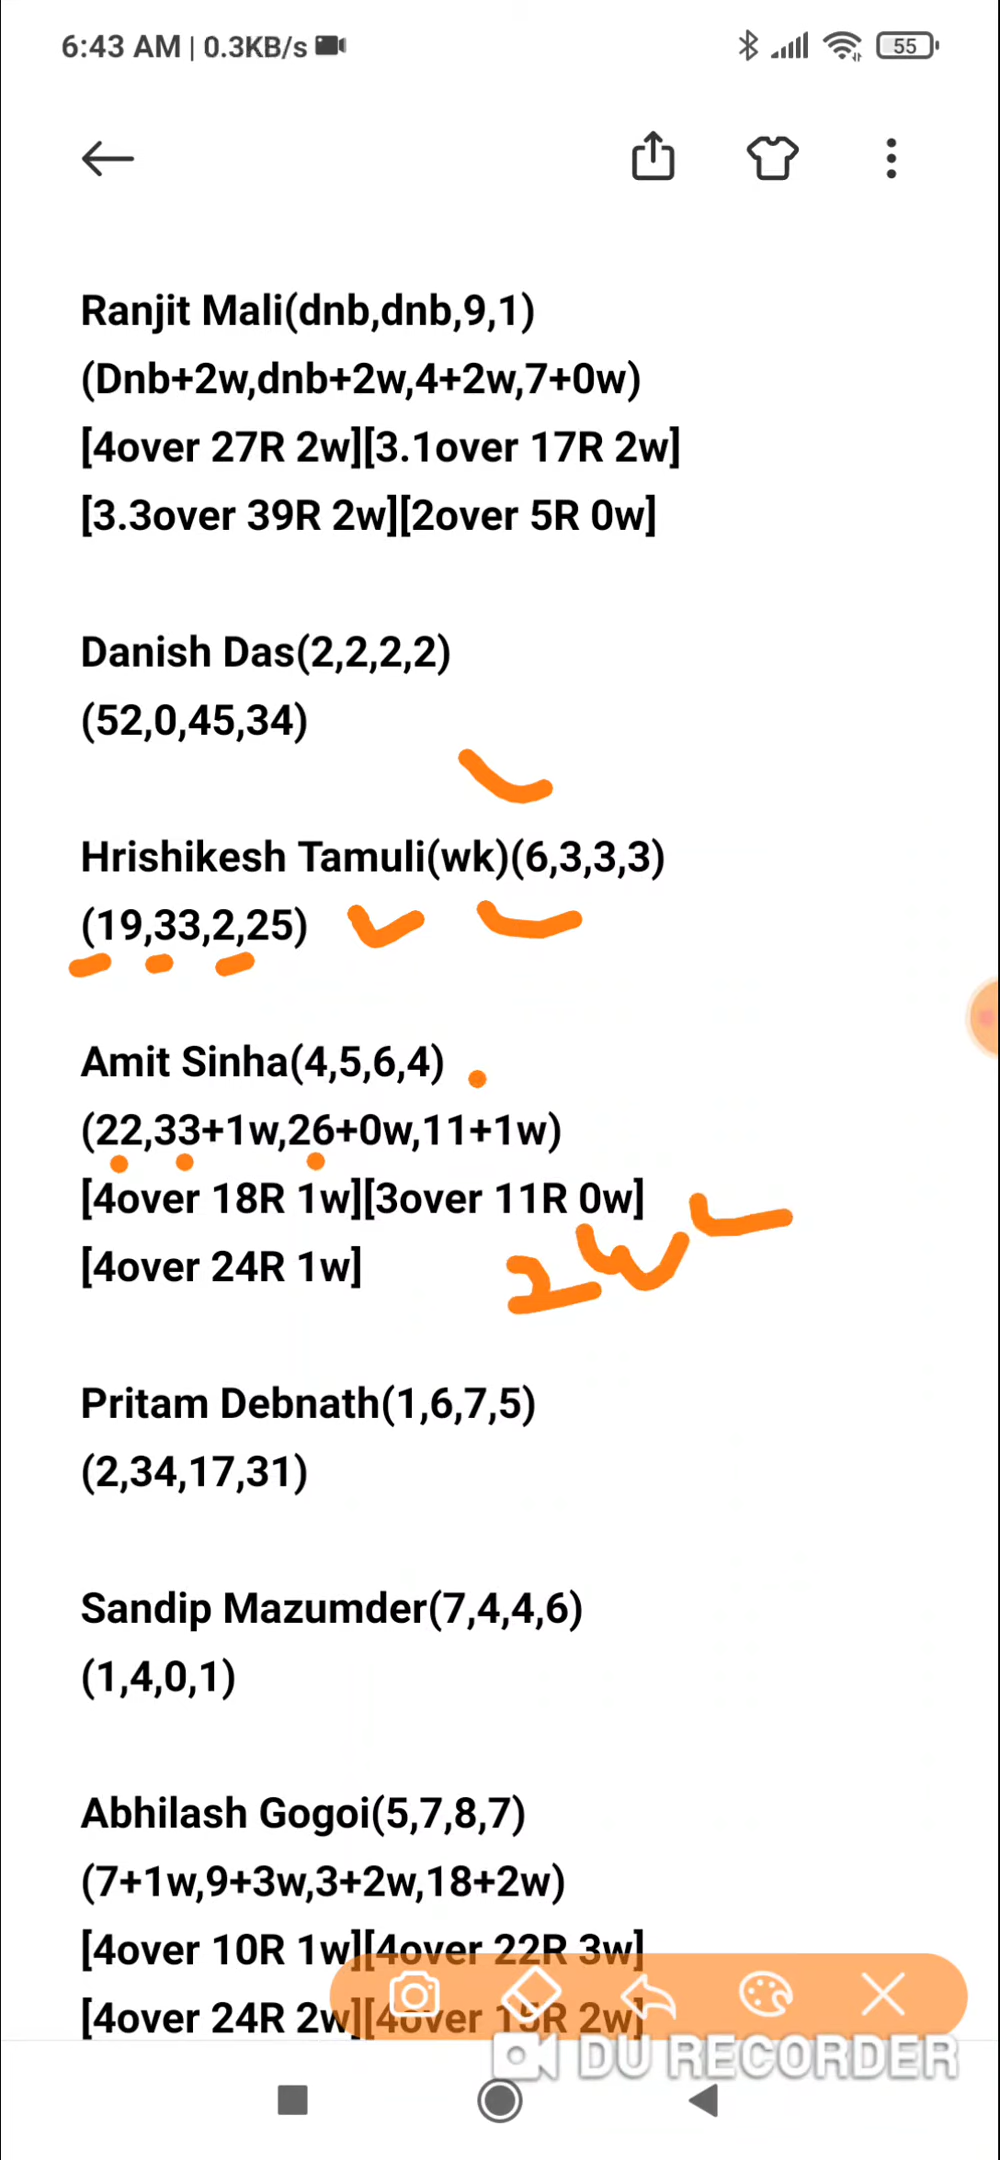 6:43 AM | 0.3KB/s
55
Ranjit Mali(dnb,dnb,9,1)
(Dnb+2w,dnb+2w,4+2w,7+0w)
[4over 27R 2w][3.1over 17R 2w]
[3.3over 39R 2w][2over 5R 0w]
Danish Das(2,2,2,2)
(52,0,45,34)
Hrishikesh Tamuli(wk)(6,3,3,3)
(19,33,2,25)
Amit Sinha(4,5,6,4)
(22,33+1w,26+0w,11+1w)
[4over 18R 1w][3over 11R 0w]
[4over 24R 1w]
2W
Pritam Debnath(1,6,7,5)
(2,34,17,31)
Sandip Mazumder(7,4,4,6)
(1,4,0,1)
Abhilash Gogoi(5,7,8,7)
(7+1w,9+3w,3+2w,18+2w)
[4over 10R 1w][4over 22R 3w]
[4over 24R 2w][4over 15R 2w]
DU RECORDER